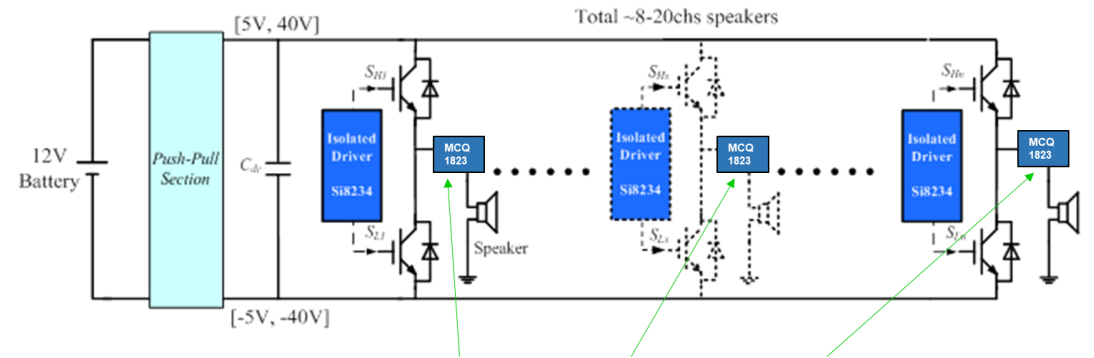 Total ~8-20chs speakers
[5V, 40V]
12V
Battery
Push-Pull
Section
Cdc
SH1
Isolated
Driver
Si8234
SL1
MCQ
1823
Speaker
SHx
Isolated
Driver
Si8234
SLx
MCQ
1823
SHn
Isolated
Driver
Si8234
SLn
MCQ
1823
[-5V, -40V]